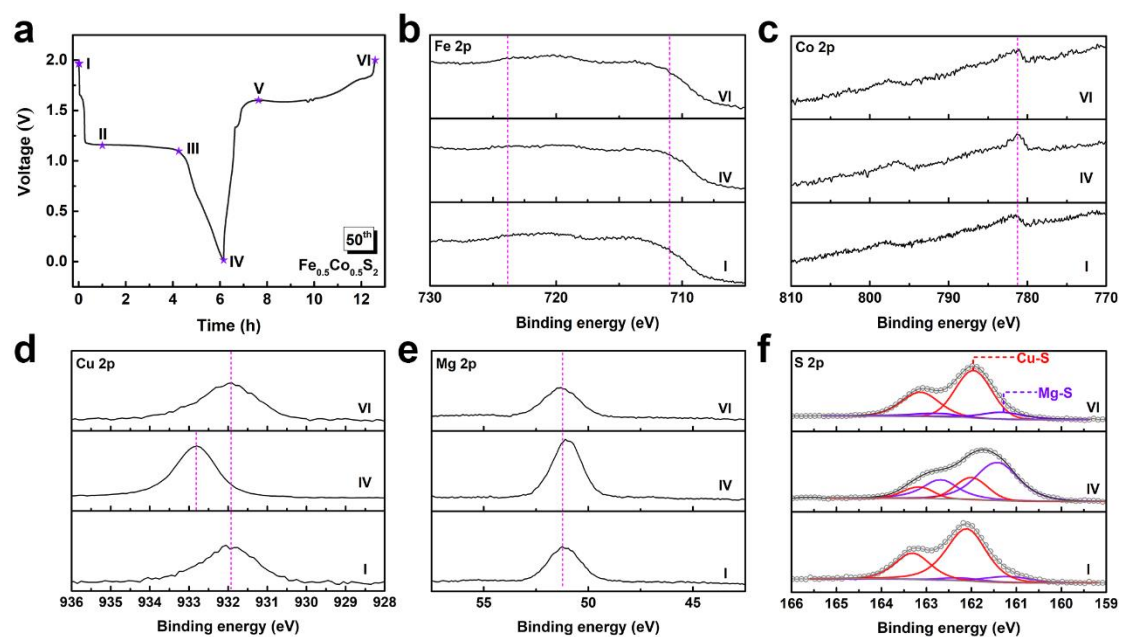 a
Voltage (V)
2.0
1.5
1.0
0.5
0.0
I
II
III
IV
V
VI
50th
Fe0.5Co0.5S2
0 2 4 6 8 10 12
Time (h)
b
Fe 2p
VI
IV
I
730 720 710
Binding energy (eV)
c
Co 2p
VI
IV
I
810 800 790 780 770
Binding energy (eV)
d
Cu 2p
VI
IV
I
936 935 934 933 932 931 930 929 928
Binding energy (eV)
e
Mg 2p
VI
IV
I
55 50 45
Binding energy (eV)
f
S 2p
Cu-S
Mg-S
VI
IV
I
166 165 164 163 162 161 160 159
Binding energy (eV)